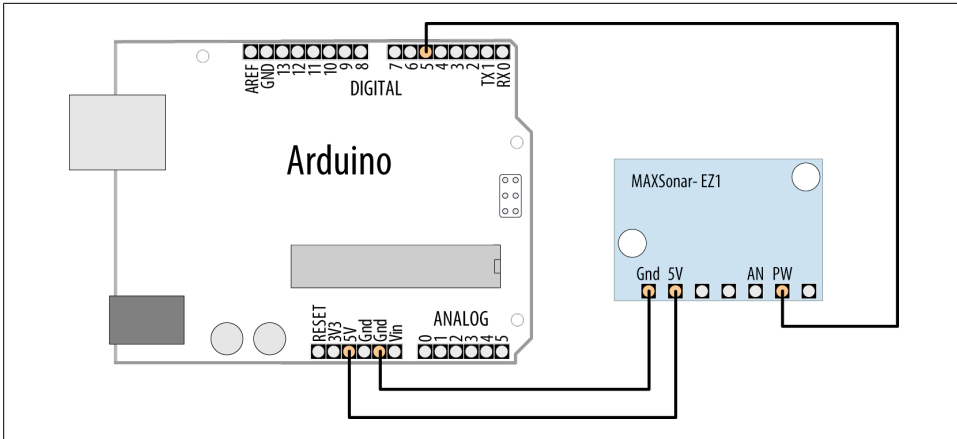 AREF
GND
13
12
11
10
9
8
7
6
5
4
3
2
TX 1
RX 0
DIGITAL
Arduino
MAXSonar- EZ1
Gnd 5V AN PW
RESET
3V3
5V
Gnd
Gnd
Vin
ANALOG
0
1
2
3
4
5